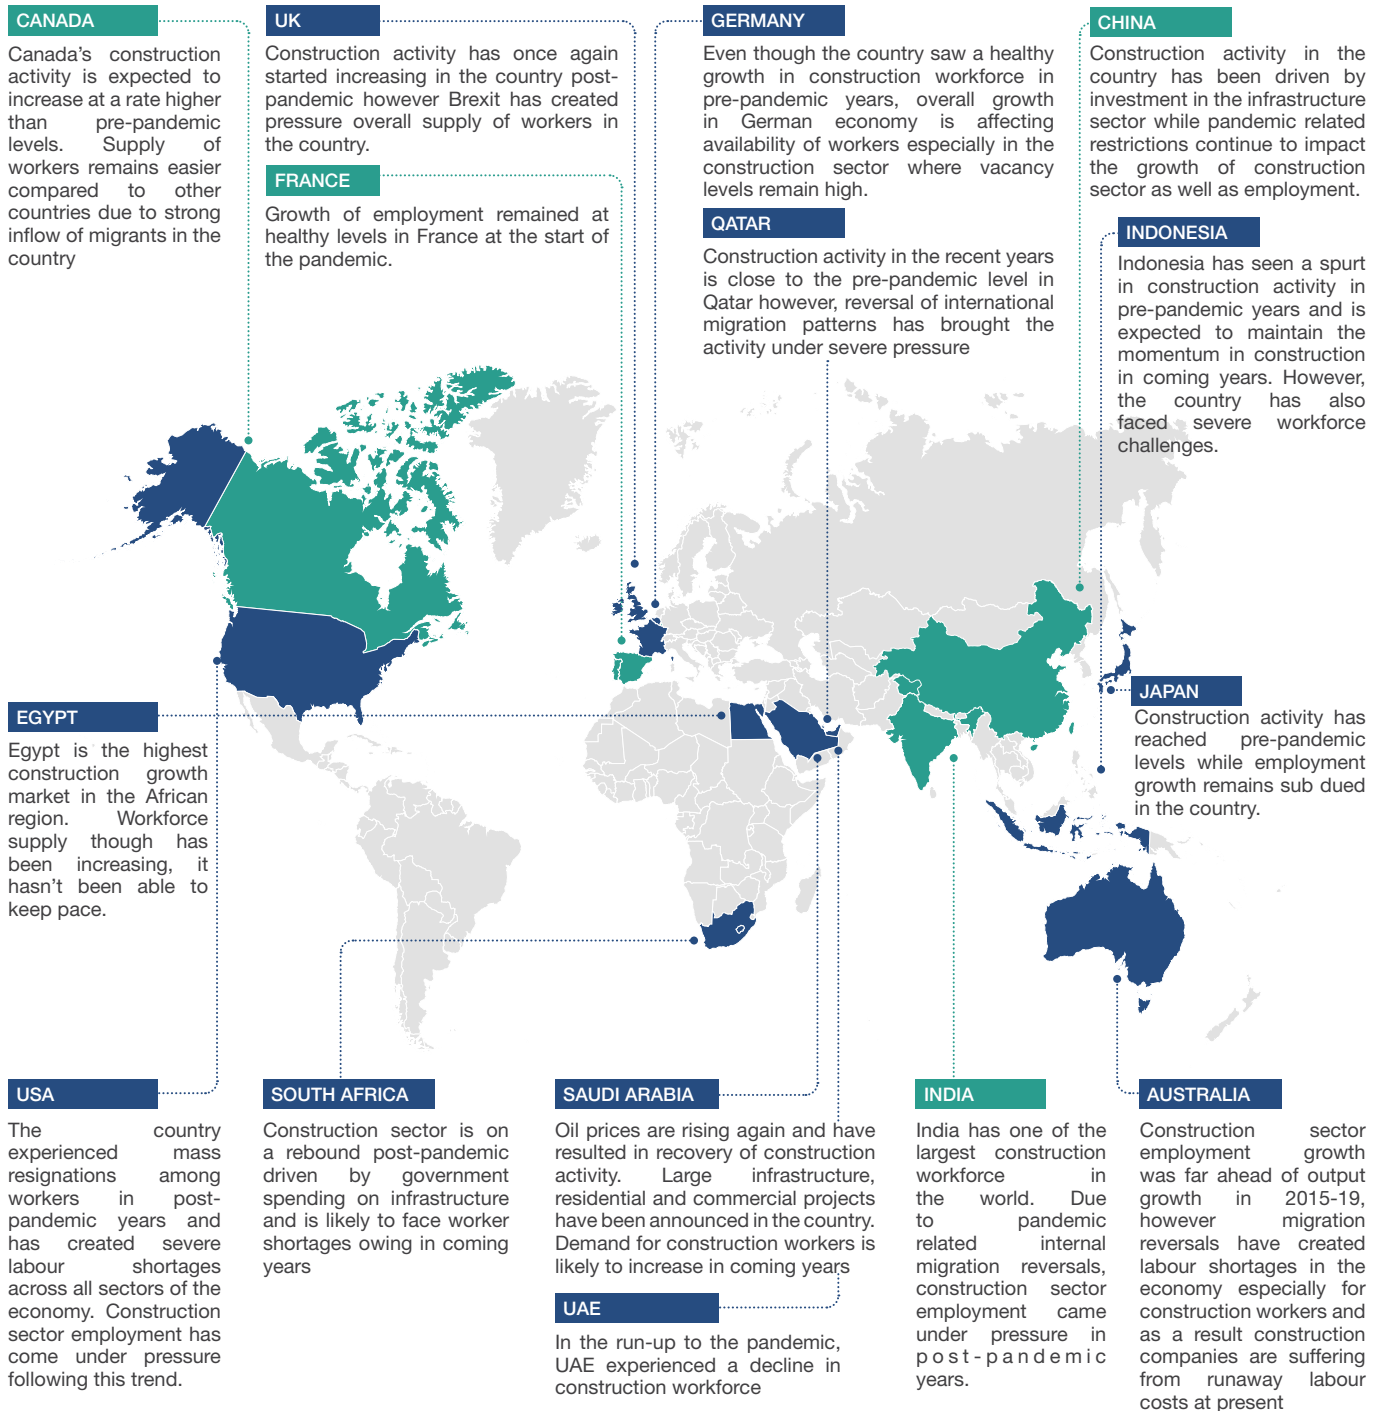 CANADA
Canada's construction
activity is expected to
increase at a rate higher
than pre-pandemic
levels. Supply of
workers remains easier
compared to other
countries due to strong
inflow of migrants in the
country
UK
Construction activity has once again
started increasing in the country post-
pandemic however Brexit has created
pressure overall supply of workers in
the country.
FRANCE
Growth of employment remained at
healthy levels in France at the start of
the pandemic.
GERMANY
Even though the country saw a healthy
growth in construction workforce in
pre-pandemic years, overall growth
in German economy is affecting
availability of workers especially in the
construction sector where vacancy
levels remain high.
QATAR
Construction activity in the recent years
is close to the pre-pandemic level in
Qatar however, reversal of international
migration patterns has brought the
activity under severe pressure
CHINA
Construction activity in the
country has been driven by
investment in the infrastructure
sector while pandemic related
restrictions continue to impact
the growth of construction
sector as well as employment.
INDONESIA
Indonesia has seen a spurt
in construction activity in
pre-pandemic years and is
expected to maintain the
momentum in construction
in coming years. However,
the country has also
faced severe workforce
challenges.
JAPAN
Construction activity has
reached pre-pandemic
levels while employment
growth remains sub dued
in the country.
EGYPT
Egypt is the highest
construction growth
market in the African
region. Workforce
supply though has
been increasing, it
hasn't been able to
keep pace.
USA
The country
experienced mass
resignations among
workers in post-
pandemic years and
has created severe
labour shortages
across all sectors of the
economy. Construction
sector employment has
come under pressure
following this trend.
SOUTH AFRICA
Construction sector is on
a rebound post-pandemic
driven by government
spending on infrastructure
and is likely to face worker
shortages owing in coming
years
SAUDI ARABIA
Oil prices are rising again and have
resulted in recovery of construction
activity. Large infrastructure,
residential and commercial projects
have been announced in the country.
Demand for construction workers is
likely to increase in coming years
UAE
In the run-up to the pandemic,
UAE experienced a decline in
construction workforce
INDIA
India has one of the
largest construction
workforce in
the world. Due
to pandemic
related internal
migration reversals,
construction sector
employment came
under pressure in
post-pandemic
years.
AUSTRALIA
Construction sector
employment growth
was far ahead of output
growth in 2015-19,
however migration
reversals have created
labour shortages in the
economy especially for
construction workers and
as a result construction
companies are suffering
from runaway labour
costs at present